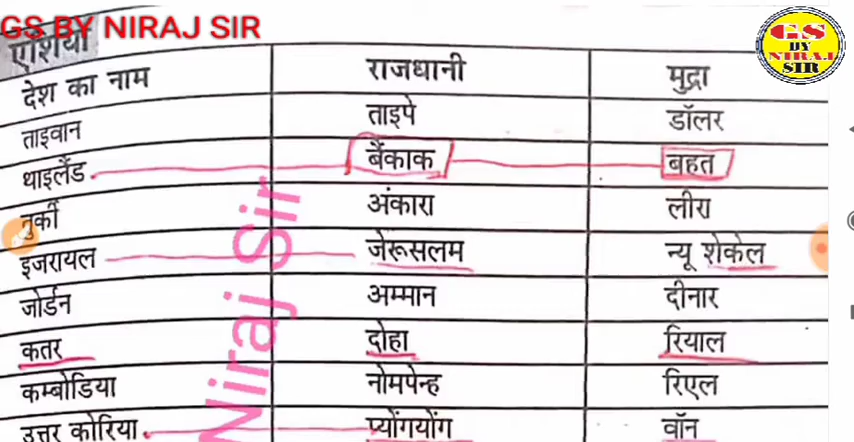 GS BY NIRAJ SIR
GS
BY
NIRAJ
SIR
एशिया
देश का नाम राजधानी मुद्रा
ताइवान ताइपे डॉलर
थाइलैंड बैंकाक बहत
तुर्की अंकारा लीरा
इजरायल जेरूसलम न्यू शेकेल
जोर्डन अम्मान दीनार
कतर दोहा रियाल
कम्बोडिया नोमपेन्ह रिएल
उत्तर कोरिया प्योंगयोंग वॉन
Niraj Sir